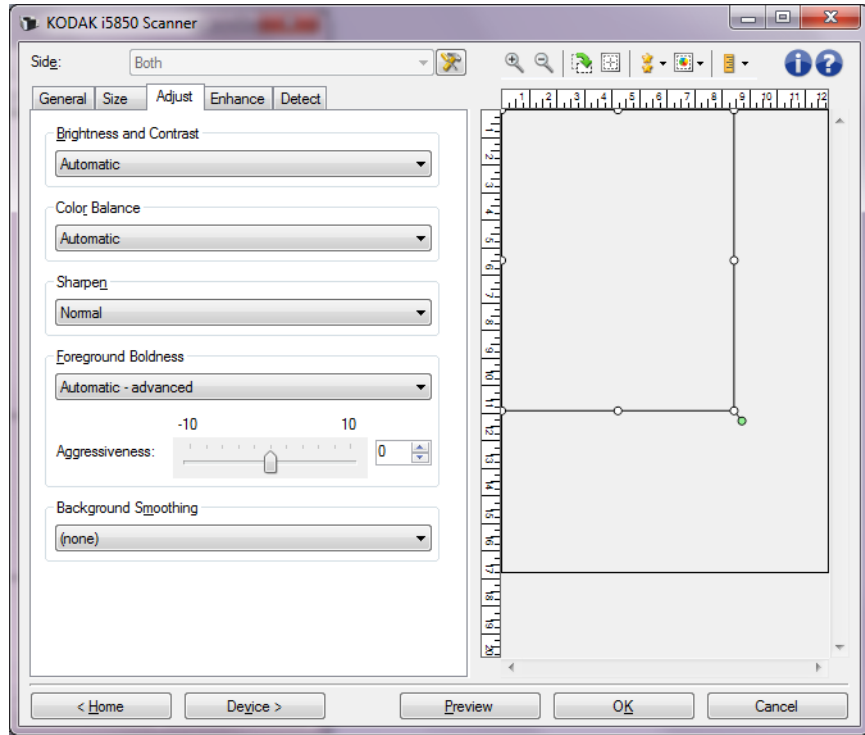 KODAK i5850 Scanner
Side: Both
General Size Adjust Enhance Detect
Brightness and Contrast
Automatic
Color Balance
Automatic
Sharpen
Normal
Foreground Boldness
Automatic - advanced
-10 10
Aggressiveness: 0
Background Smoothing
(none)
1 2 3 4 5 6 7 8 9 10 11 12
1
2
3
4
5
6
7
8
9
10
11
12
13
14
15
16
17
18
19
20
< Home Device > Preview OK Cancel